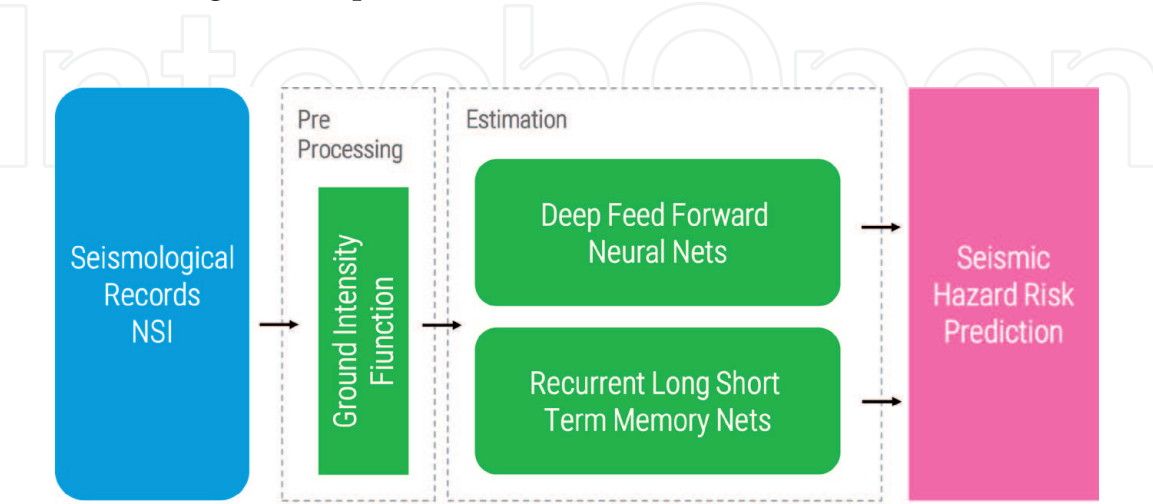 IntechOpen
Seismological
Records
NSI
Pre
Processing
Ground Intensity
Fiunction
Estimation
Deep Feed Forward
Neural Nets
Recurrent Long Short
Term Memory Nets
Seismic
Hazard Risk
Prediction